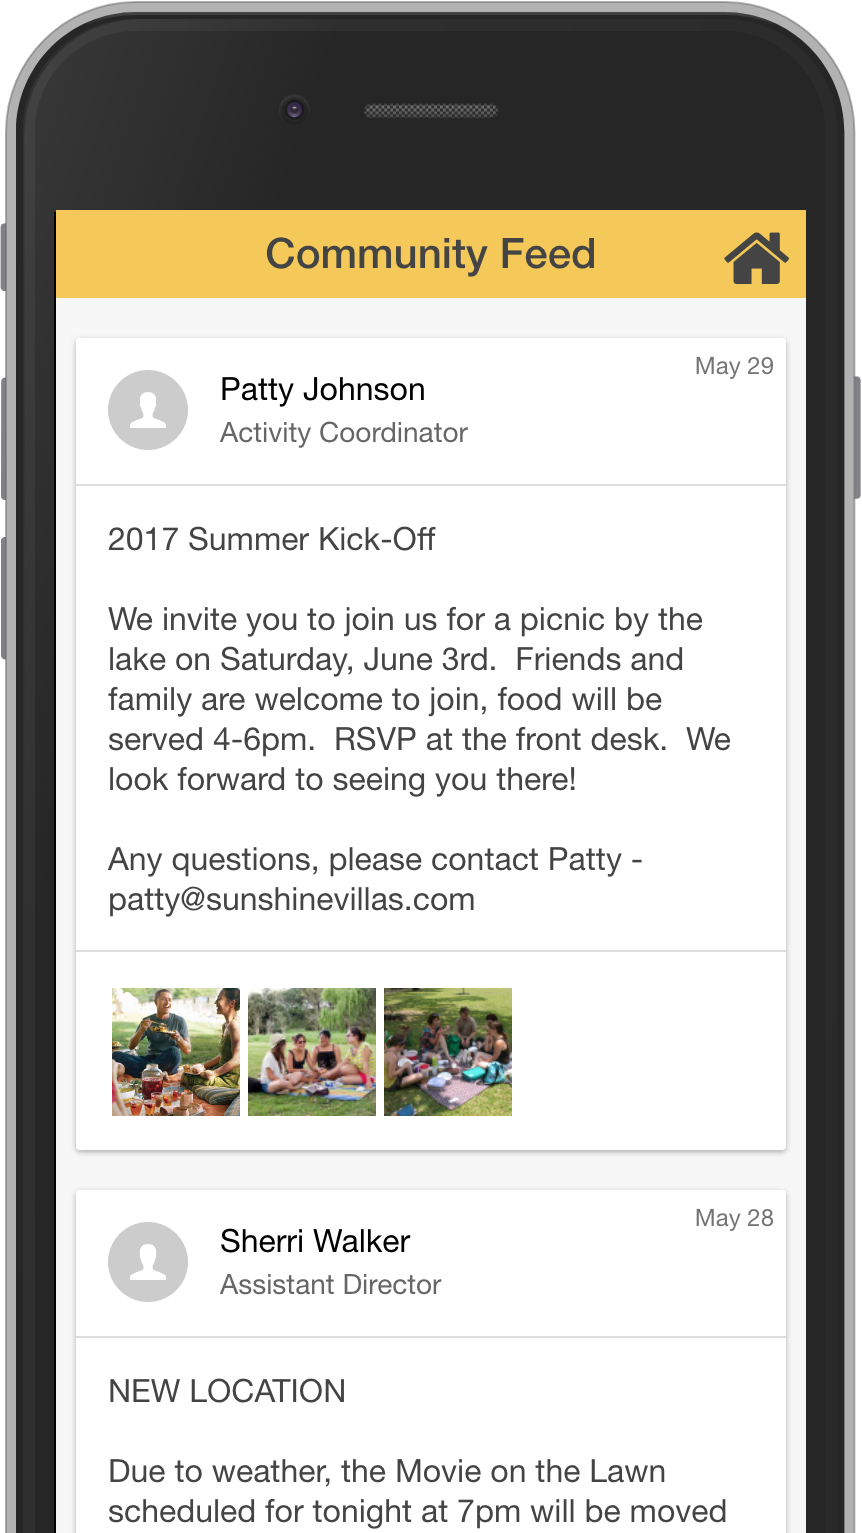 Community Feed
May 29
Patty Johnson
Activity Coordinator
2017 Summer Kick-Off
We invite you to join us for a picnic by the
lake on Saturday, June 3rd.  Friends and
family are welcome to join, food will be
served 4-6pm.  RSVP at the front desk.  We
look forward to seeing you there!
Any questions, please contact Patty -
patty@sunshinevillas.com
May 28
Sherri Walker
Assistant Director
NEW LOCATION
Due to weather, the Movie on the Lawn
scheduled for tonight at 7pm will be moved